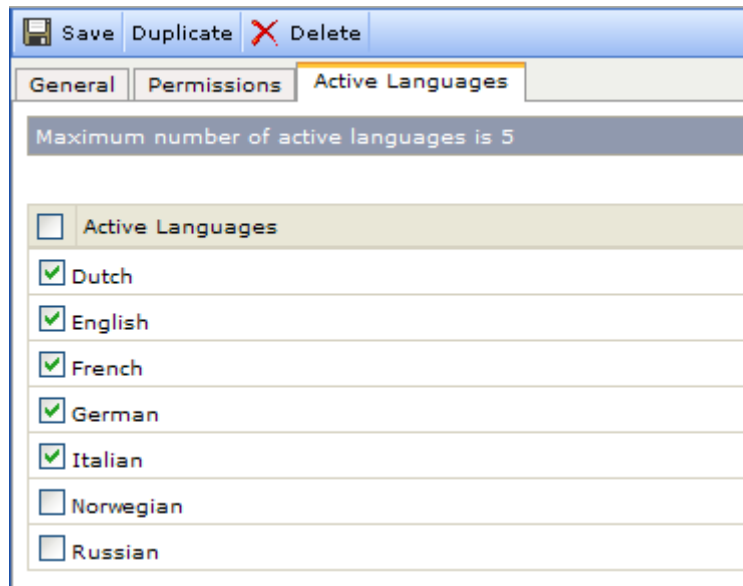 Save Duplicate Delete
General Permissions Active Languages
Maximum number of active languages is 5
Active Languages
Dutch
English
French
German
Italian
Norwegian
Russian